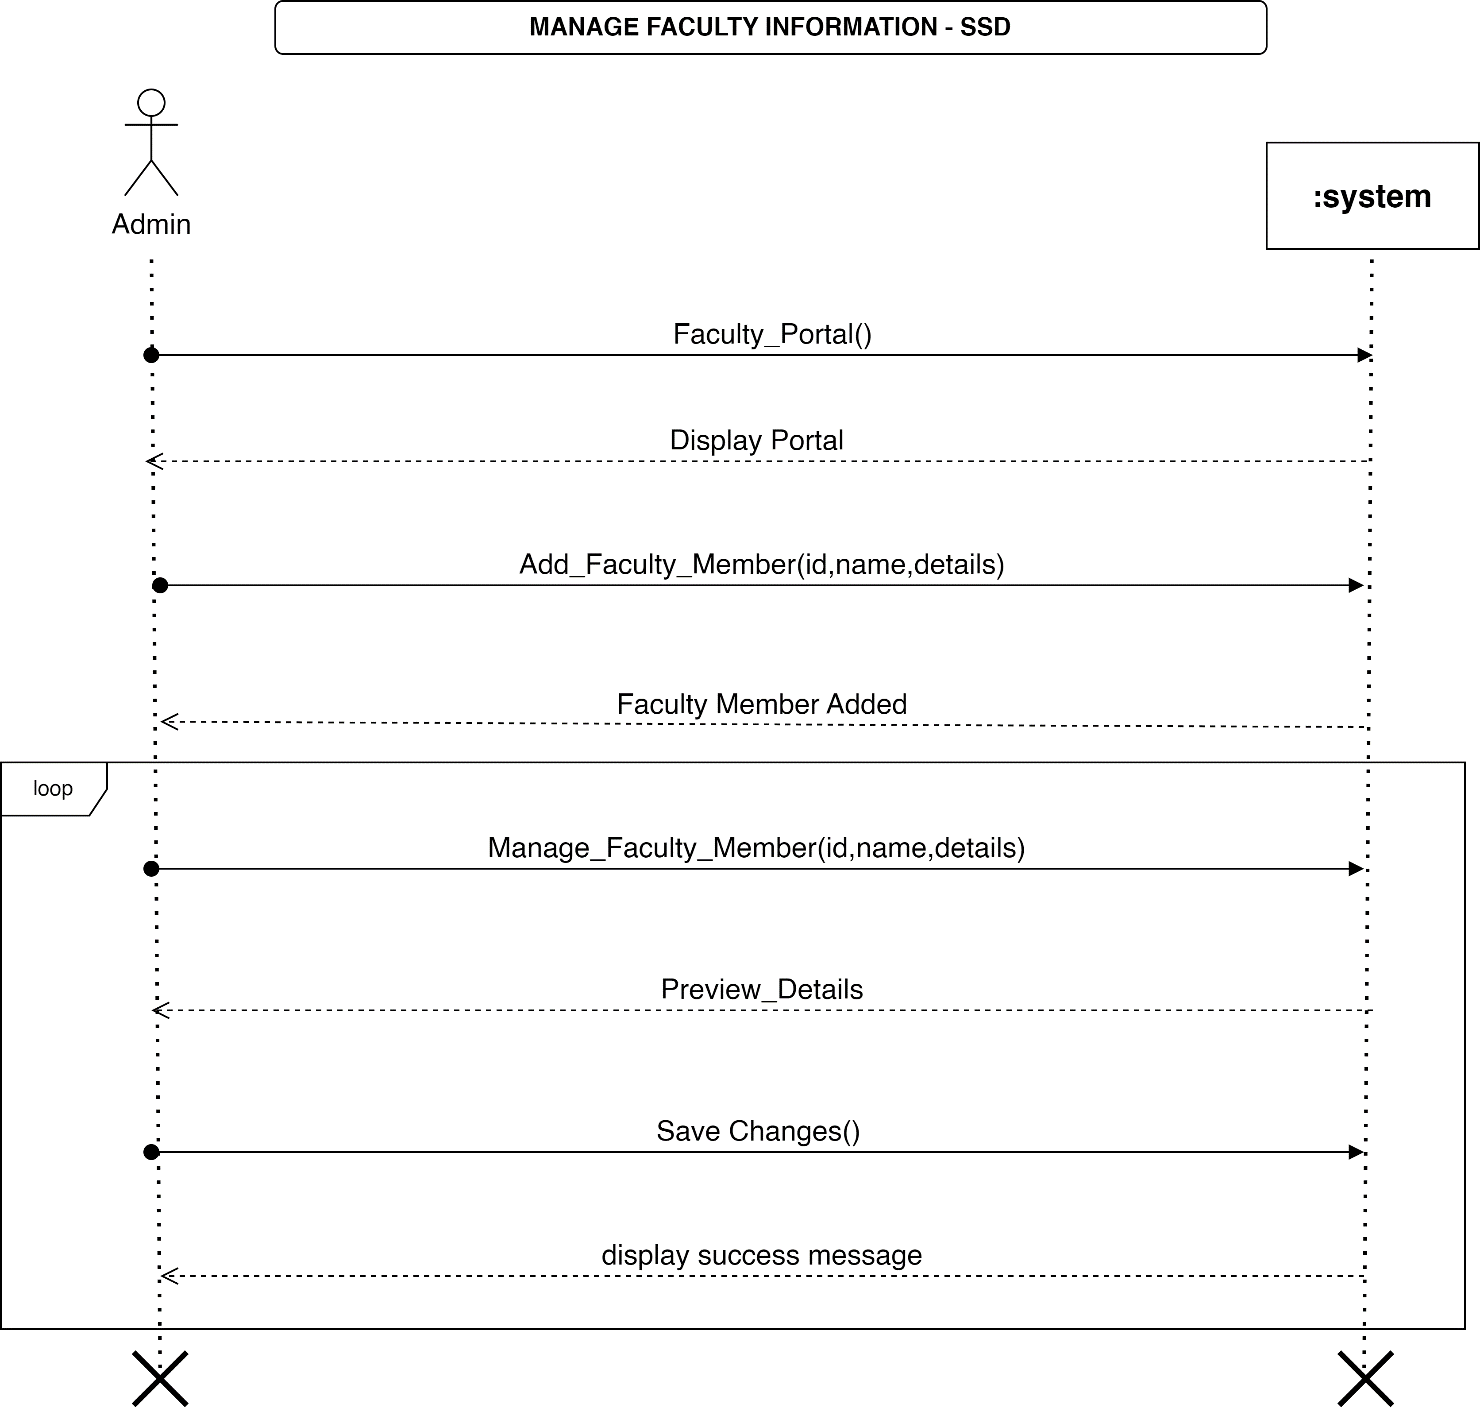 MANAGE FACULTY INFORMATION - SSD
Admin
:system
Faculty_Portal()
Display Portal
Add_Faculty_Member(id,name,details)
Faculty Member Added
loop
Manage_Faculty_Member(id,name,details)
Preview_Details
Save Changes()
display success message